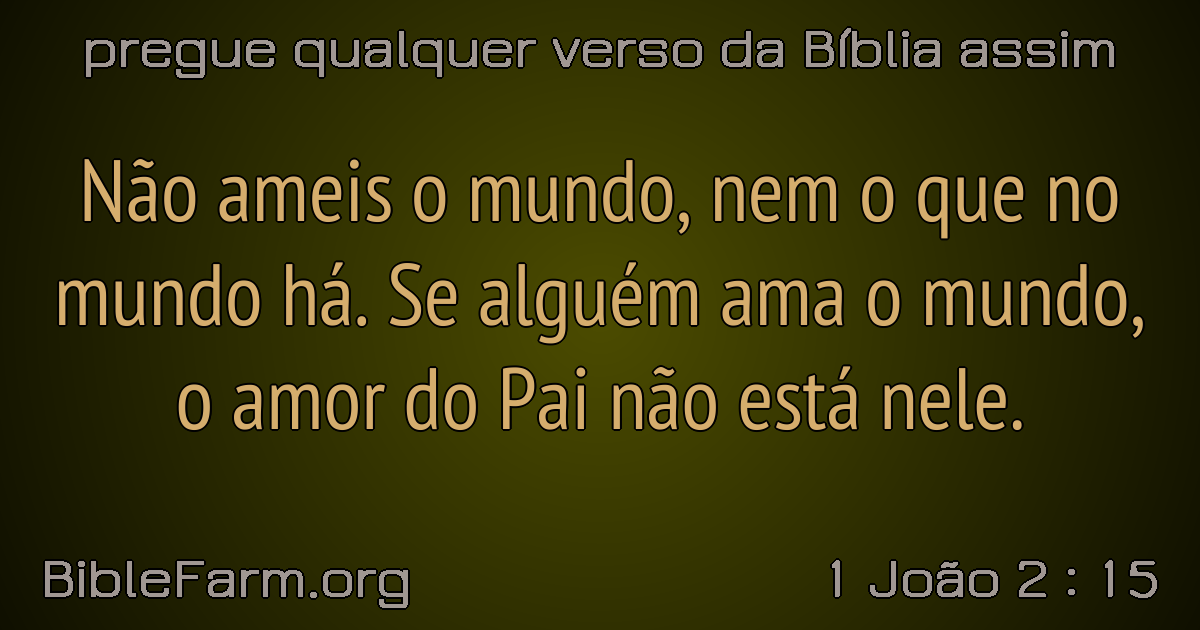 pregue qualquer verso da Bíblia assim
Não ameis o mundo, nem o que no
mundo há. Se alguém ama o mundo,
o amor do Pai não está nele.
BibleFarm.org
1 João 2 : 15